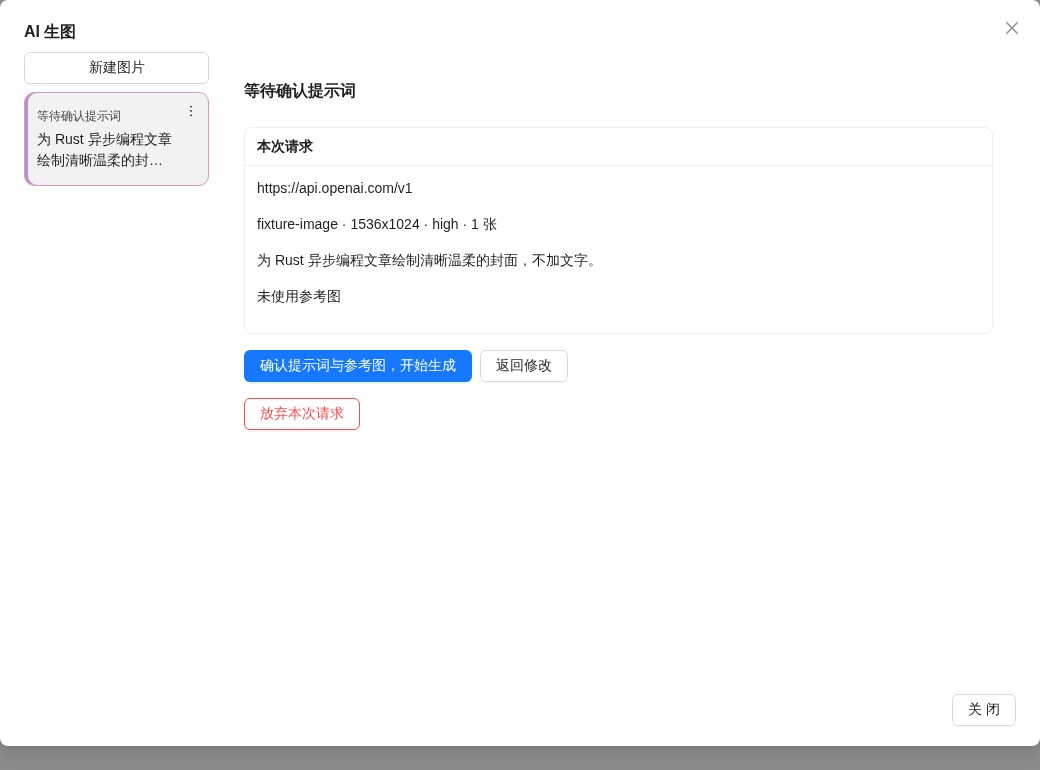 AI 生图
新建图片
等待确认提示词
为 Rust 异步编程文章
绘制清晰温柔的封…
等待确认提示词
本次请求
https://api.openai.com/v1
fixture-image · 1536x1024 · high · 1 张
为 Rust 异步编程文章绘制清晰温柔的封面，不加文字。
未使用参考图
确认提示词与参考图，开始生成
返回修改
放弃本次请求
关 闭